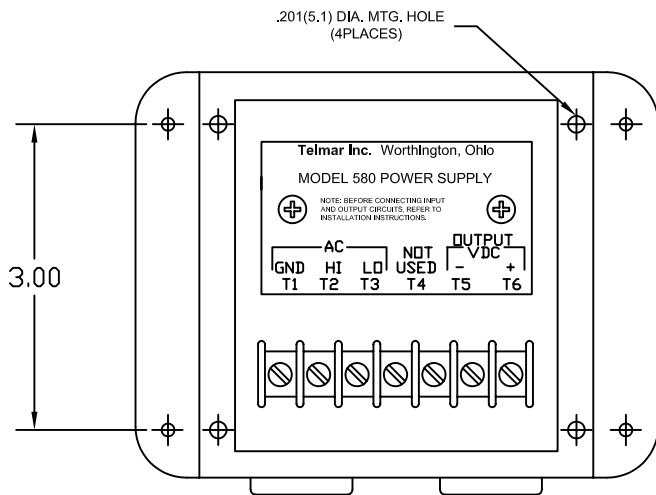 .201(5.1) DIA. MTG. HOLE
(4PLACES)
Telmar Inc. Worthington, Ohio
MODEL 580 POWER SUPPLY
NOTE: BEFORE CONNECTING INPUT
AND OUTPUT CIRCUITS, REFER TO
INSTALLATION INSTRUCTIONS.
AC
NOT
OUTPUT
VDC
GND HI LO USED - +
T1 T2 T3 T4 T5 T6
3.00